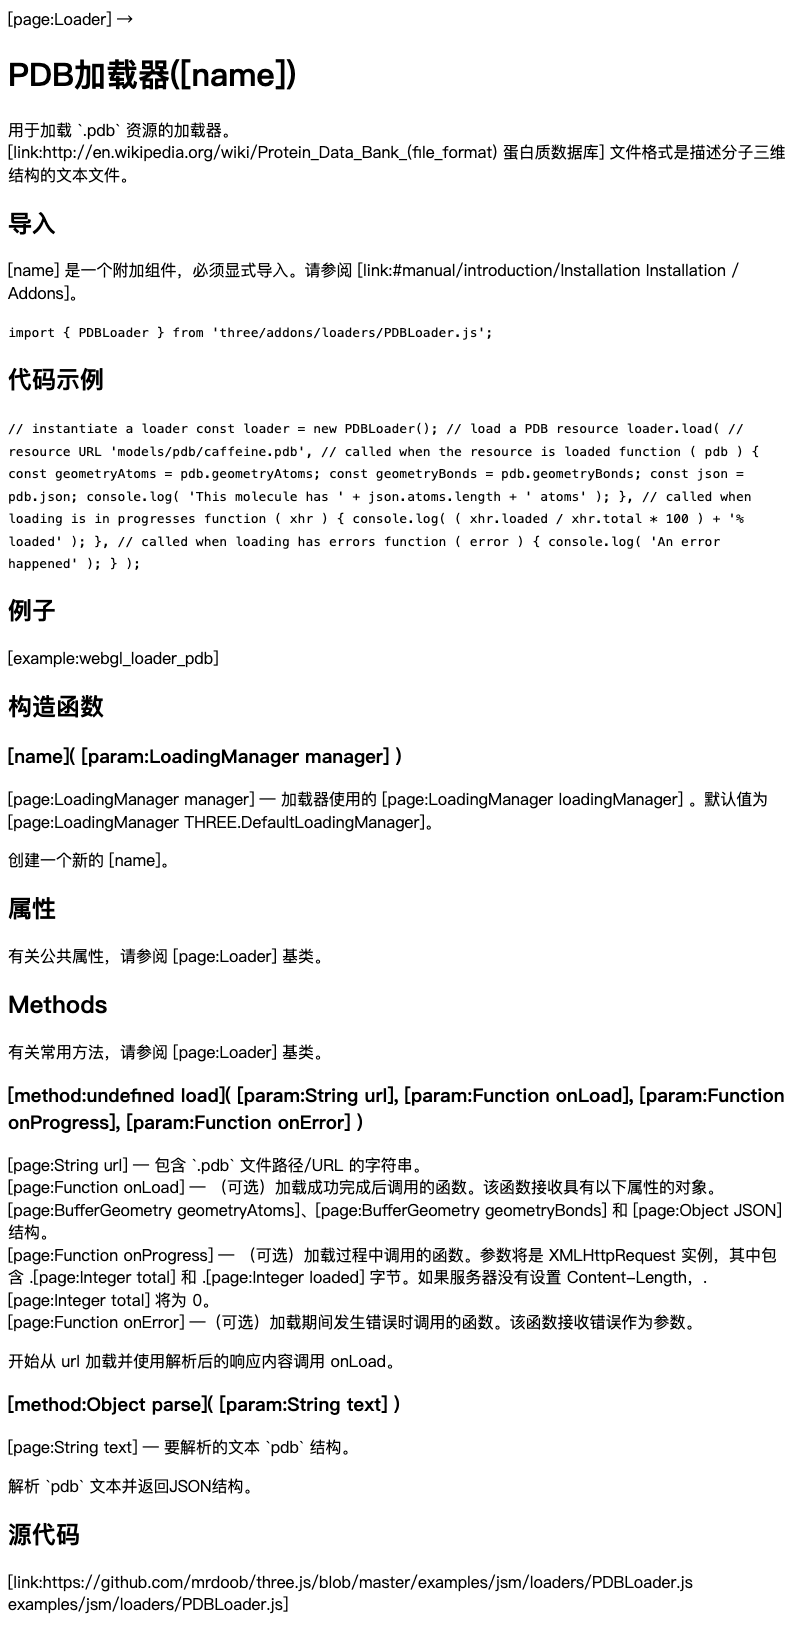 [page:Loader] →
PDB加载器([name])
用于加载 `.pdb` 资源的加载器。
[link:http://en.wikipedia.org/wiki/Protein_Data_Bank_(file_format) 蛋白质数据库] 文件格式是描述分子三维
结构的文本文件。
导入
[name] 是一个附加组件，必须显式导入。请参阅 [link:#manual/introduction/Installation Installation /
Addons]。
import { PDBLoader } from 'three/addons/loaders/PDBLoader.js';
代码示例
// instantiate a loader const loader = new PDBLoader(); // load a PDB resource loader.load( //
resource URL 'models/pdb/caffeine.pdb', // called when the resource is loaded function ( pdb ) {
const geometryAtoms = pdb.geometryAtoms; const geometryBonds = pdb.geometryBonds; const json =
pdb.json; console.log( 'This molecule has ' + json.atoms.length + ' atoms' ); }, // called when
loading is in progresses function ( xhr ) { console.log( ( xhr.loaded / xhr.total * 100 ) + '%
loaded' ); }, // called when loading has errors function ( error ) { console.log( 'An error
happened' ); } );
例子
[example:webgl_loader_pdb]
构造函数
[name]( [param:LoadingManager manager] )
[page:LoadingManager manager] — 加载器使用的 [page:LoadingManager loadingManager] 。默认值为
[page:LoadingManager THREE.DefaultLoadingManager]。
创建一个新的 [name]。
属性
有关公共属性，请参阅 [page:Loader] 基类。
Methods
有关常用方法，请参阅 [page:Loader] 基类。
[method:undefined load]( [param:String url], [param:Function onLoad], [param:Function
onProgress], [param:Function onError] )
[page:String url] — 包含 `.pdb` 文件路径/URL 的字符串。
[page:Function onLoad] — （可选）加载成功完成后调用的函数。该函数接收具有以下属性的对象。
[page:BufferGeometry geometryAtoms]、[page:BufferGeometry geometryBonds] 和 [page:Object JSON]
结构。
[page:Function onProgress] — （可选）加载过程中调用的函数。参数将是 XMLHttpRequest 实例，其中包
含 .[page:Integer total] 和 .[page:Integer loaded] 字节。如果服务器没有设置 Content-Length，.
[page:Integer total] 将为 0。
[page:Function onError] —（可选）加载期间发生错误时调用的函数。该函数接收错误作为参数。
开始从 url 加载并使用解析后的响应内容调用 onLoad。
[method:Object parse]( [param:String text] )
[page:String text] — 要解析的文本 `pdb` 结构。
解析 `pdb` 文本并返回JSON结构。
源代码
[link:https://github.com/mrdoob/three.js/blob/master/examples/jsm/loaders/PDBLoader.js
examples/jsm/loaders/PDBLoader.js]